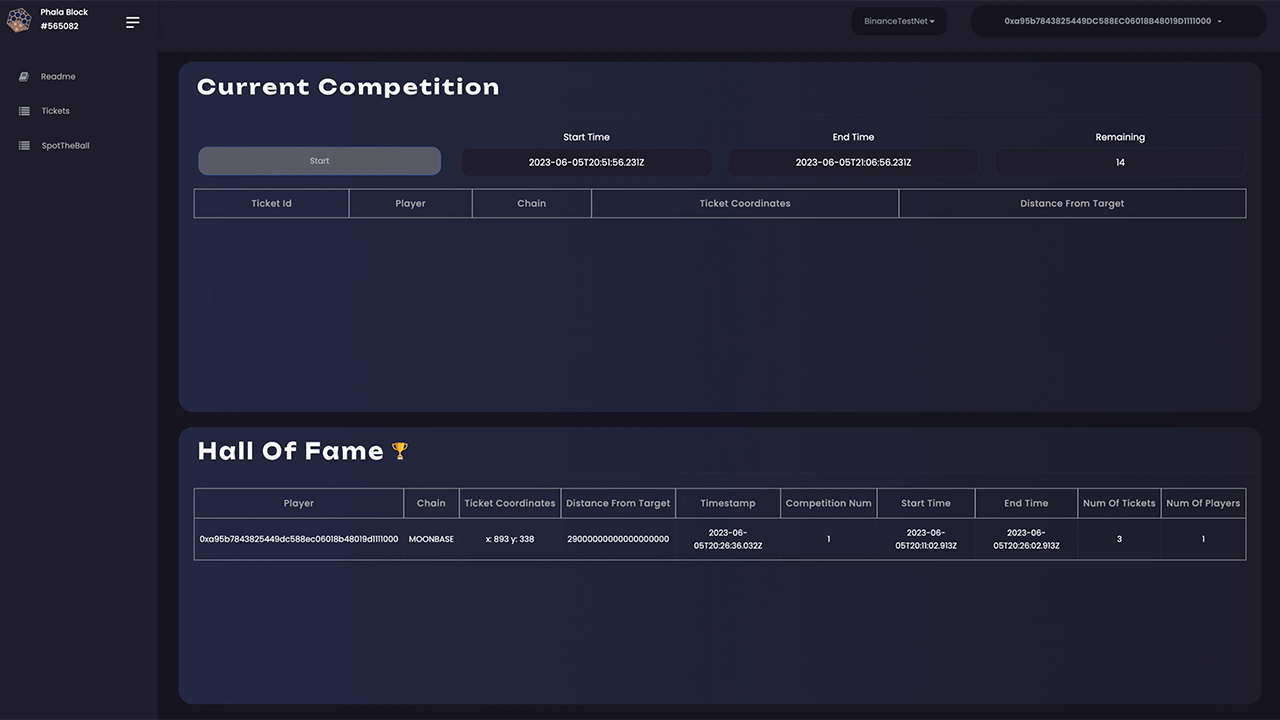 Phala Block
#565082
BinanceTestNet
0xa95b7843825449DC588EC06018B48019D1111000
Readme
Tickets
SpotTheBall
Current Competition
Start Time
End Time
Remaining
Start
2023-06-05T20:51:56.231Z
2023-06-05T21:06:56.231Z
14
Ticket Id
Player
Chain
Ticket Coordinates
Distance From Target
Hall Of Fame
Player
Chain
Ticket Coordinates
Distance From Target
Timestamp
Competition Num
Start Time
End Time
Num Of Tickets
Num Of Players
0xa95b7843825449dc588ec06018b48019d1111000
MOONBASE
x: 893 y: 338
29000000000000000000
2023-06-
05T20:26:36.032Z
1
2023-06-
05T20:11:02.913Z
2023-06-
05T20:26:02.913Z
3
1